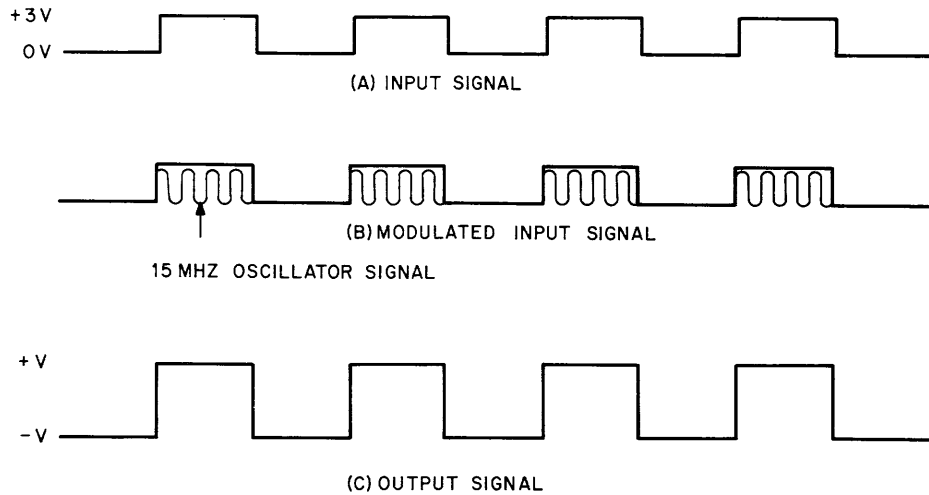 +3V
0V
(A) INPUT SIGNAL
(B) MODULATED INPUT SIGNAL
15 MHZ OSCILLATOR SIGNAL
+V
-V
(C) OUTPUT SIGNAL